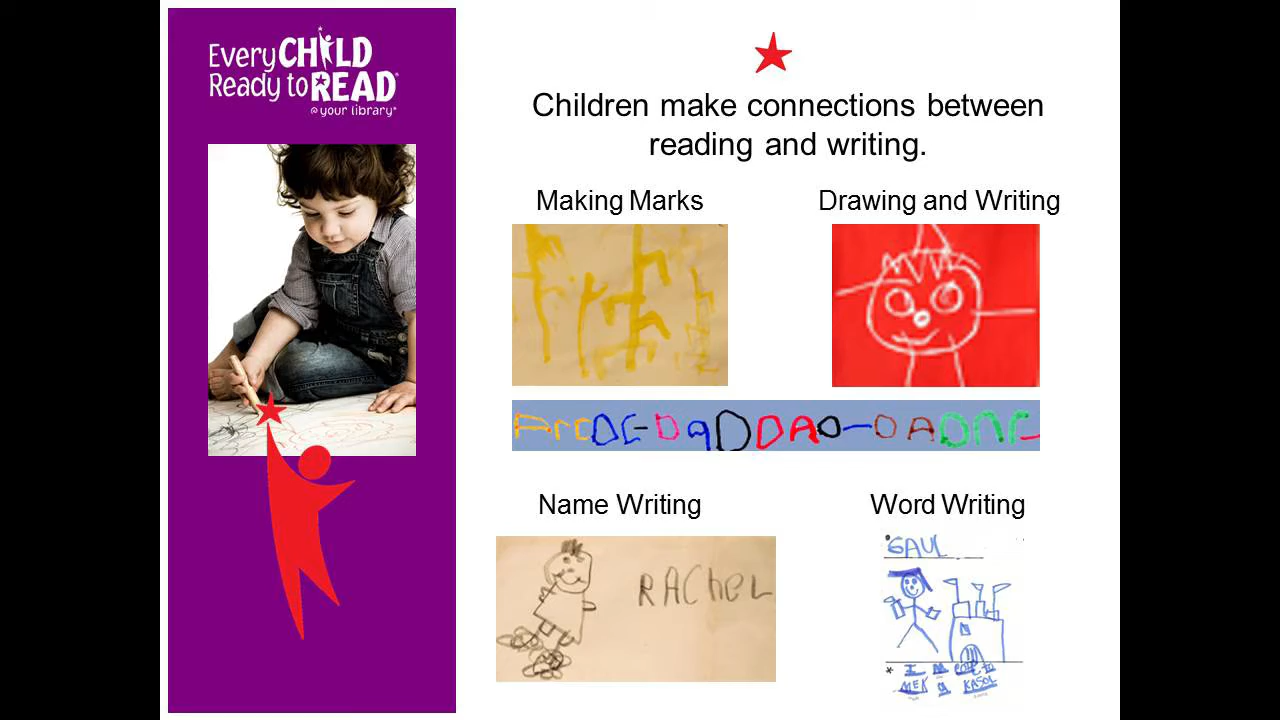 Every CHILD
Ready to READ®
@ your library®
Children make connections between
reading and writing.
Making Marks
Drawing and Writing
Name Writing
Word Writing
RAChEL
GAUL
MEK a KASOL